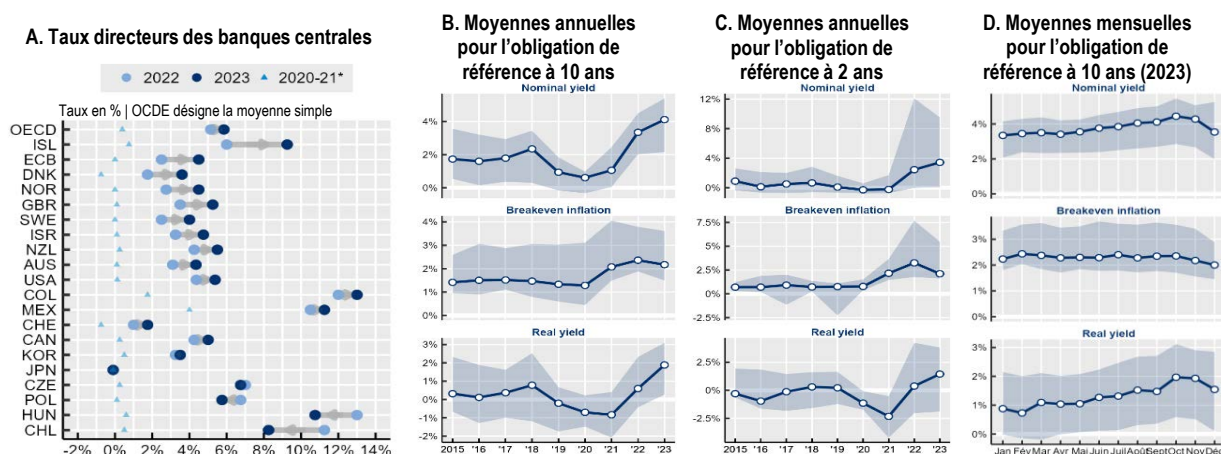 A. Taux directeurs des banques centrales
2022 2023 2020-21*
Taux en % | OCDE désigne la moyenne simple
OECD
ISL
ECB
DNK
NOR
GBR
SWE
ISR
NZL
AUS
USA
COL
MEX
CHE
CAN
KOR
JPN
CZE
POL
HUN
CHL
-2% 0% 2% 4% 6% 8% 10% 12% 14%
B. Moyennes annuelles
pour l’obligation de
référence à 10 ans
Nominal yield
4%
2%
0%
Breakeven inflation
4%
3%
2%
1%
0%
Real yield
3%
2%
1%
0%
-1%
-2%
2015 '16 '17 '18 '19 '20 '21 '22 '23
C. Moyennes annuelles
pour l’obligation de
référence à 2 ans
Nominal yield
12%
8%
4%
0%
Breakeven inflation
7.5%
5%
2.5%
0%
-2.5%
Real yield
2.5%
0%
-2.5%
2015 '16 '17 '18 '19 '20 '21 '22 '23
D. Moyennes mensuelles
pour l’obligation de
référence à 10 ans (2023)
Nominal yield
4%
2%
0%
Breakeven inflation
3%
2%
1%
0%
Real yield
3%
2%
1%
0%
Jan Fév Mar Avr Mai Juin Juil Août Sept Oct Nov Déc